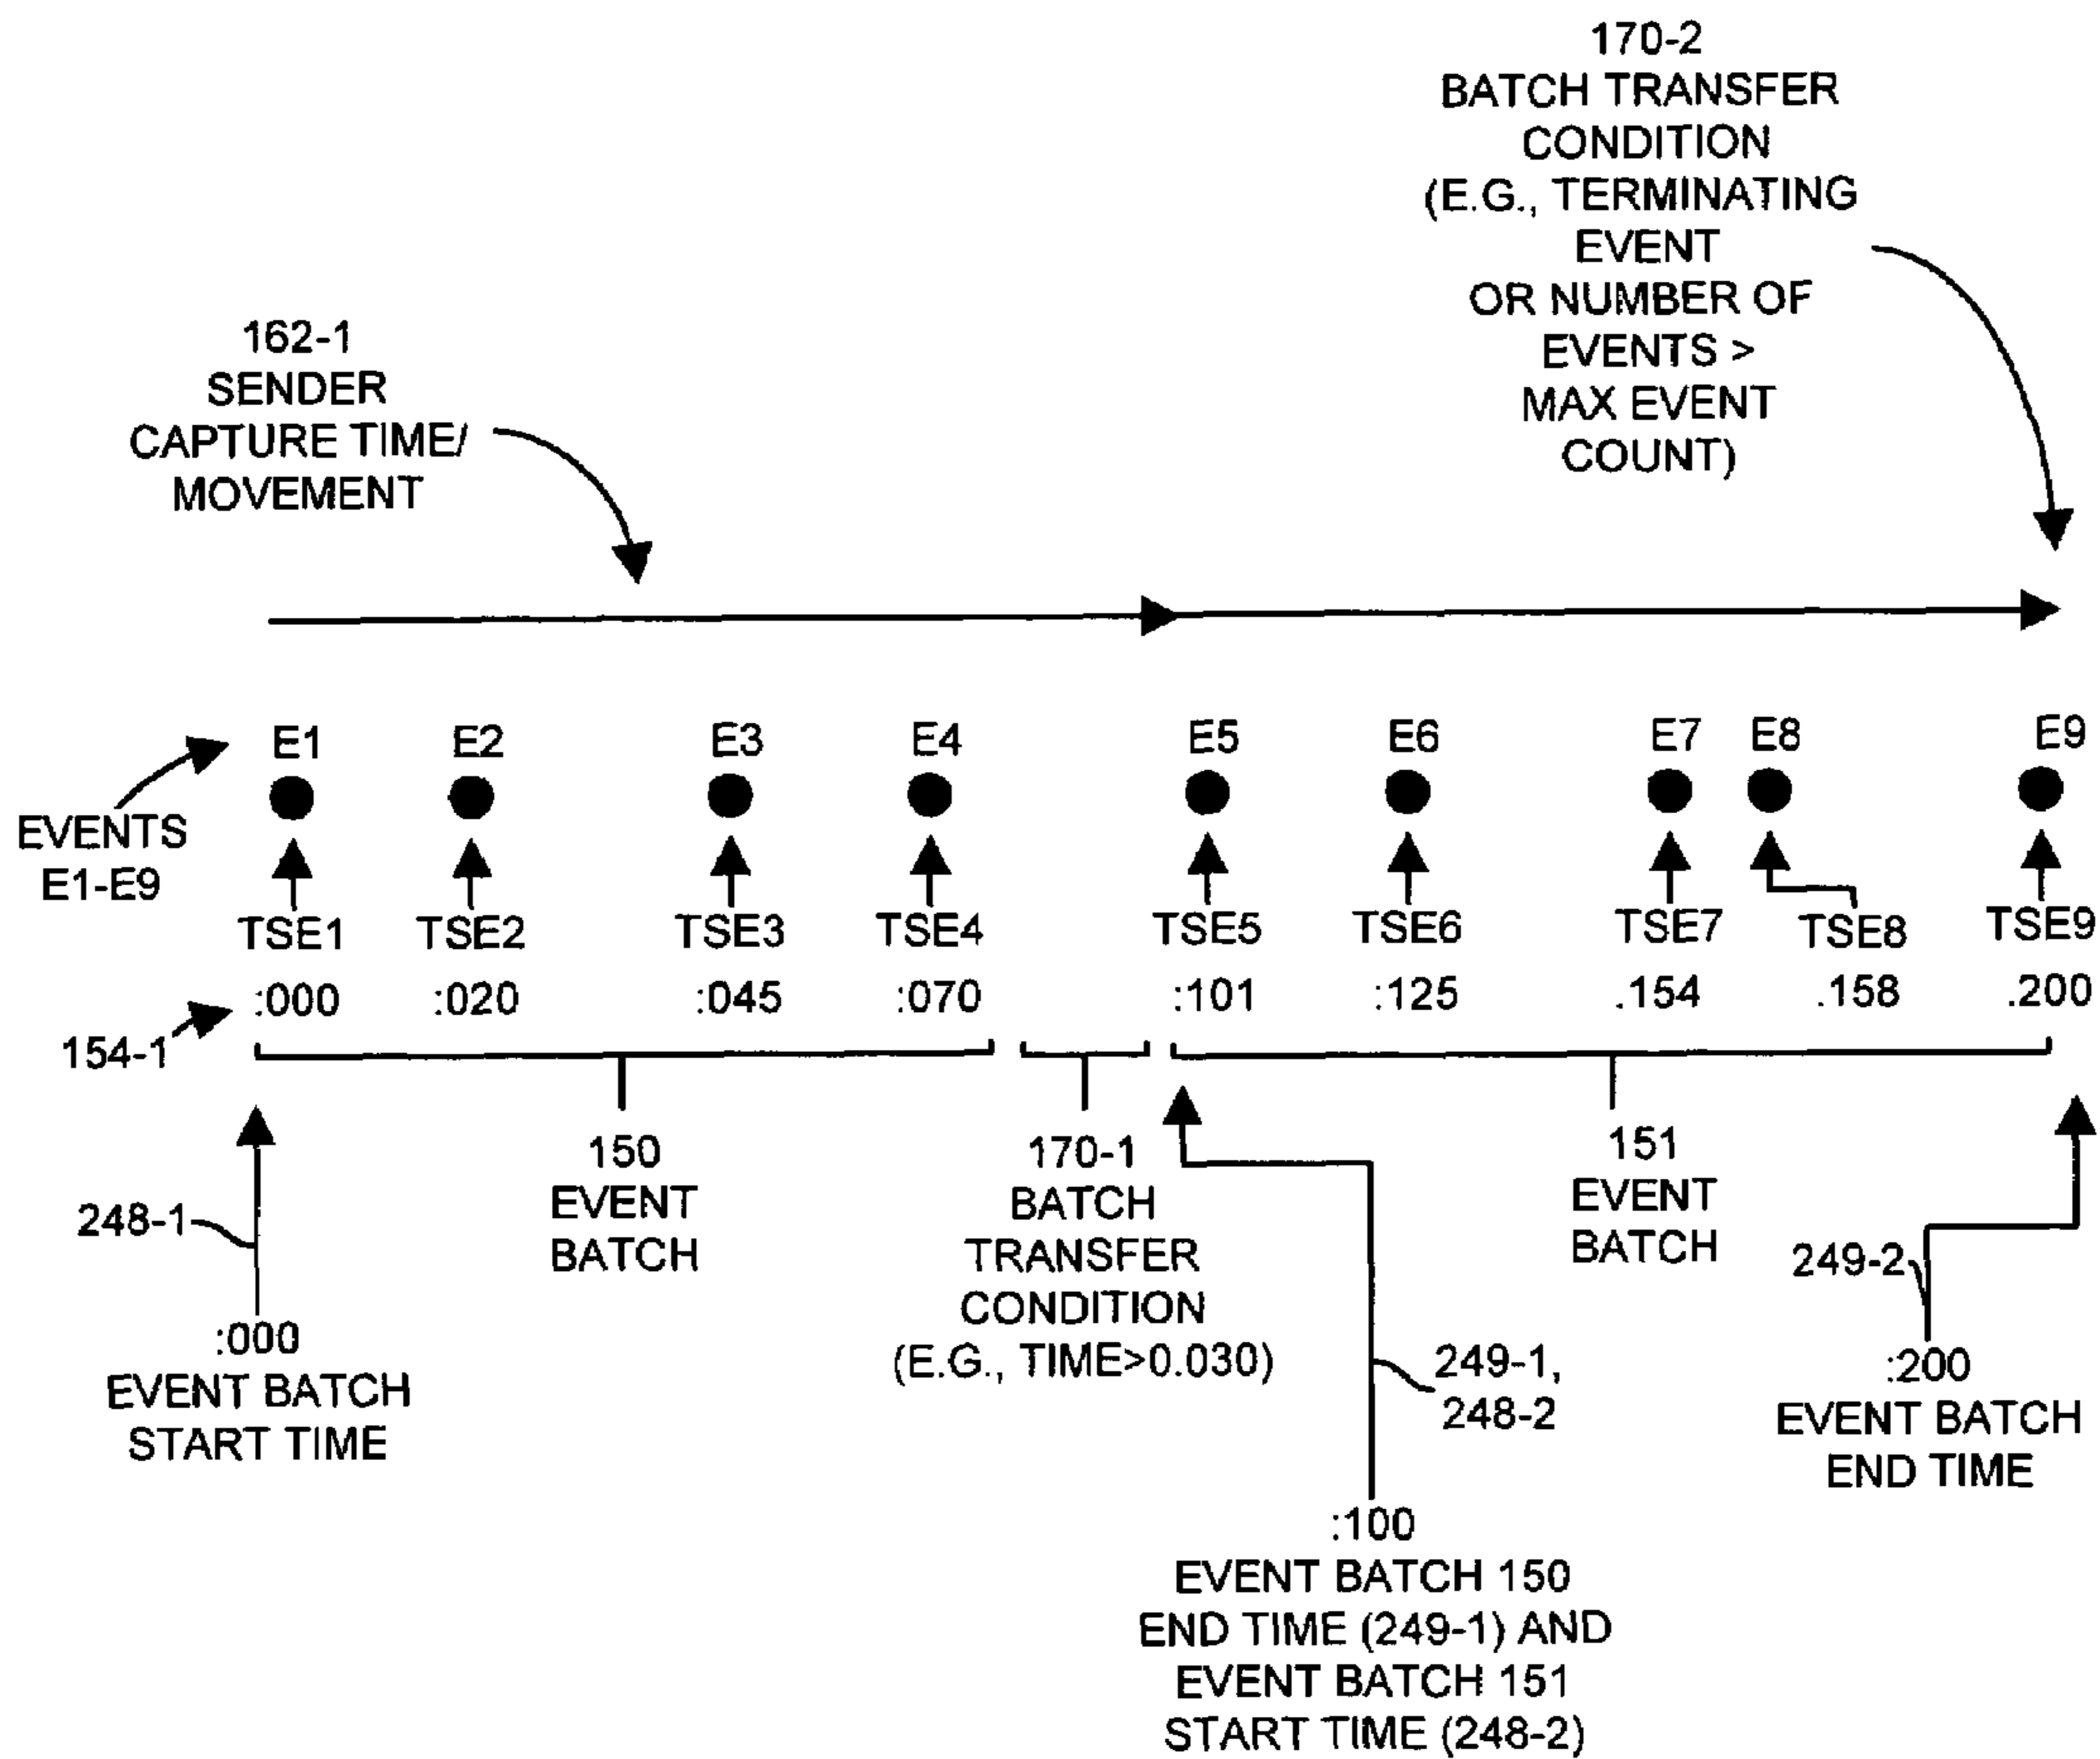 170-2
BATCH TRANSFER
CONDITION
(E.G., TERMINATING
EVENT
OR NUMBER OF
EVENTS >
MAX EVENT
COUNT)
162-1
SENDER
CAPTURE TIME/
MOVEMENT
E1 E2 E3 E4 E5 E6 E7 E8 E9
EVENTS
E1-E9
TSE1 TSE2 TSE3 TSE4 TSE5 TSE6 TSE7 TSE8 TSE9
:000 :020 :045 :070 :101 :125 .154 .158 .200
154-1
150
EVENT
BATCH
170-1
BATCH
TRANSFER
CONDITION
(E.G., TIME>0.030)
151
EVENT
BATCH
248-1
:000
EVENT BATCH
START TIME
249-1,
248-2
249-2
:200
EVENT BATCH
END TIME
:100
EVENT BATCH 150
END TIME (249-1) AND
EVENT BATCH 151
START TIME (248-2)